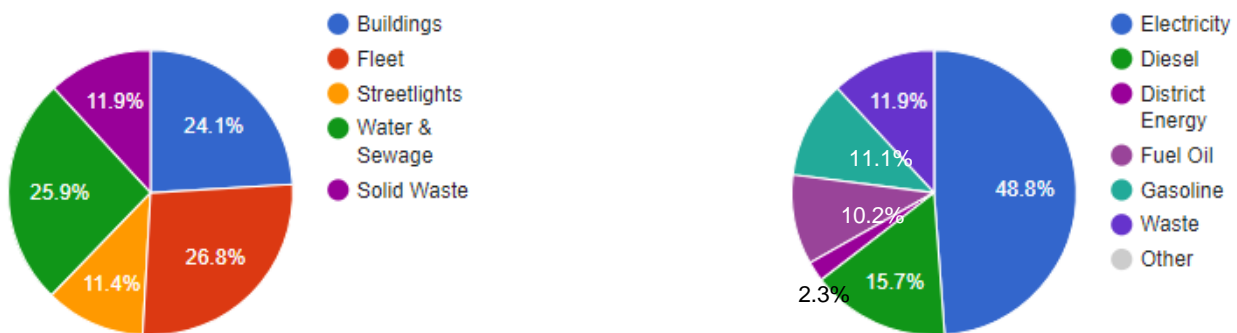 Buildings
Fleet
Streetlights
Water &
Sewage
Solid Waste
11.9%
24.1%
25.9%
26.8%
11.4%
Electricity
Diesel
District
Energy
Fuel Oil
Gasoline
Waste
Other
11.9%
11.1%
48.8%
10.2%
15.7%
2.3%